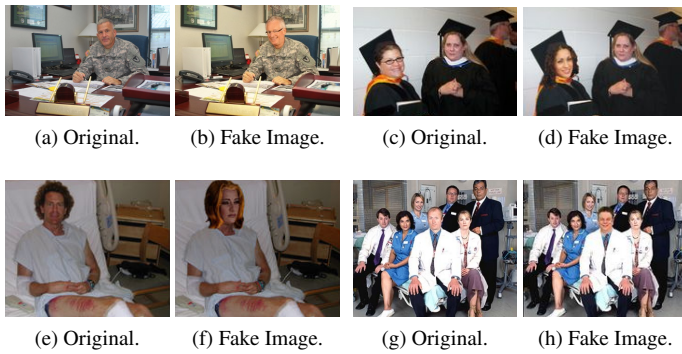 (a) Original.
(b) Fake Image.
(c) Original.
(d) Fake Image.
(e) Original.
(f) Fake Image.
(g) Original.
(h) Fake Image.